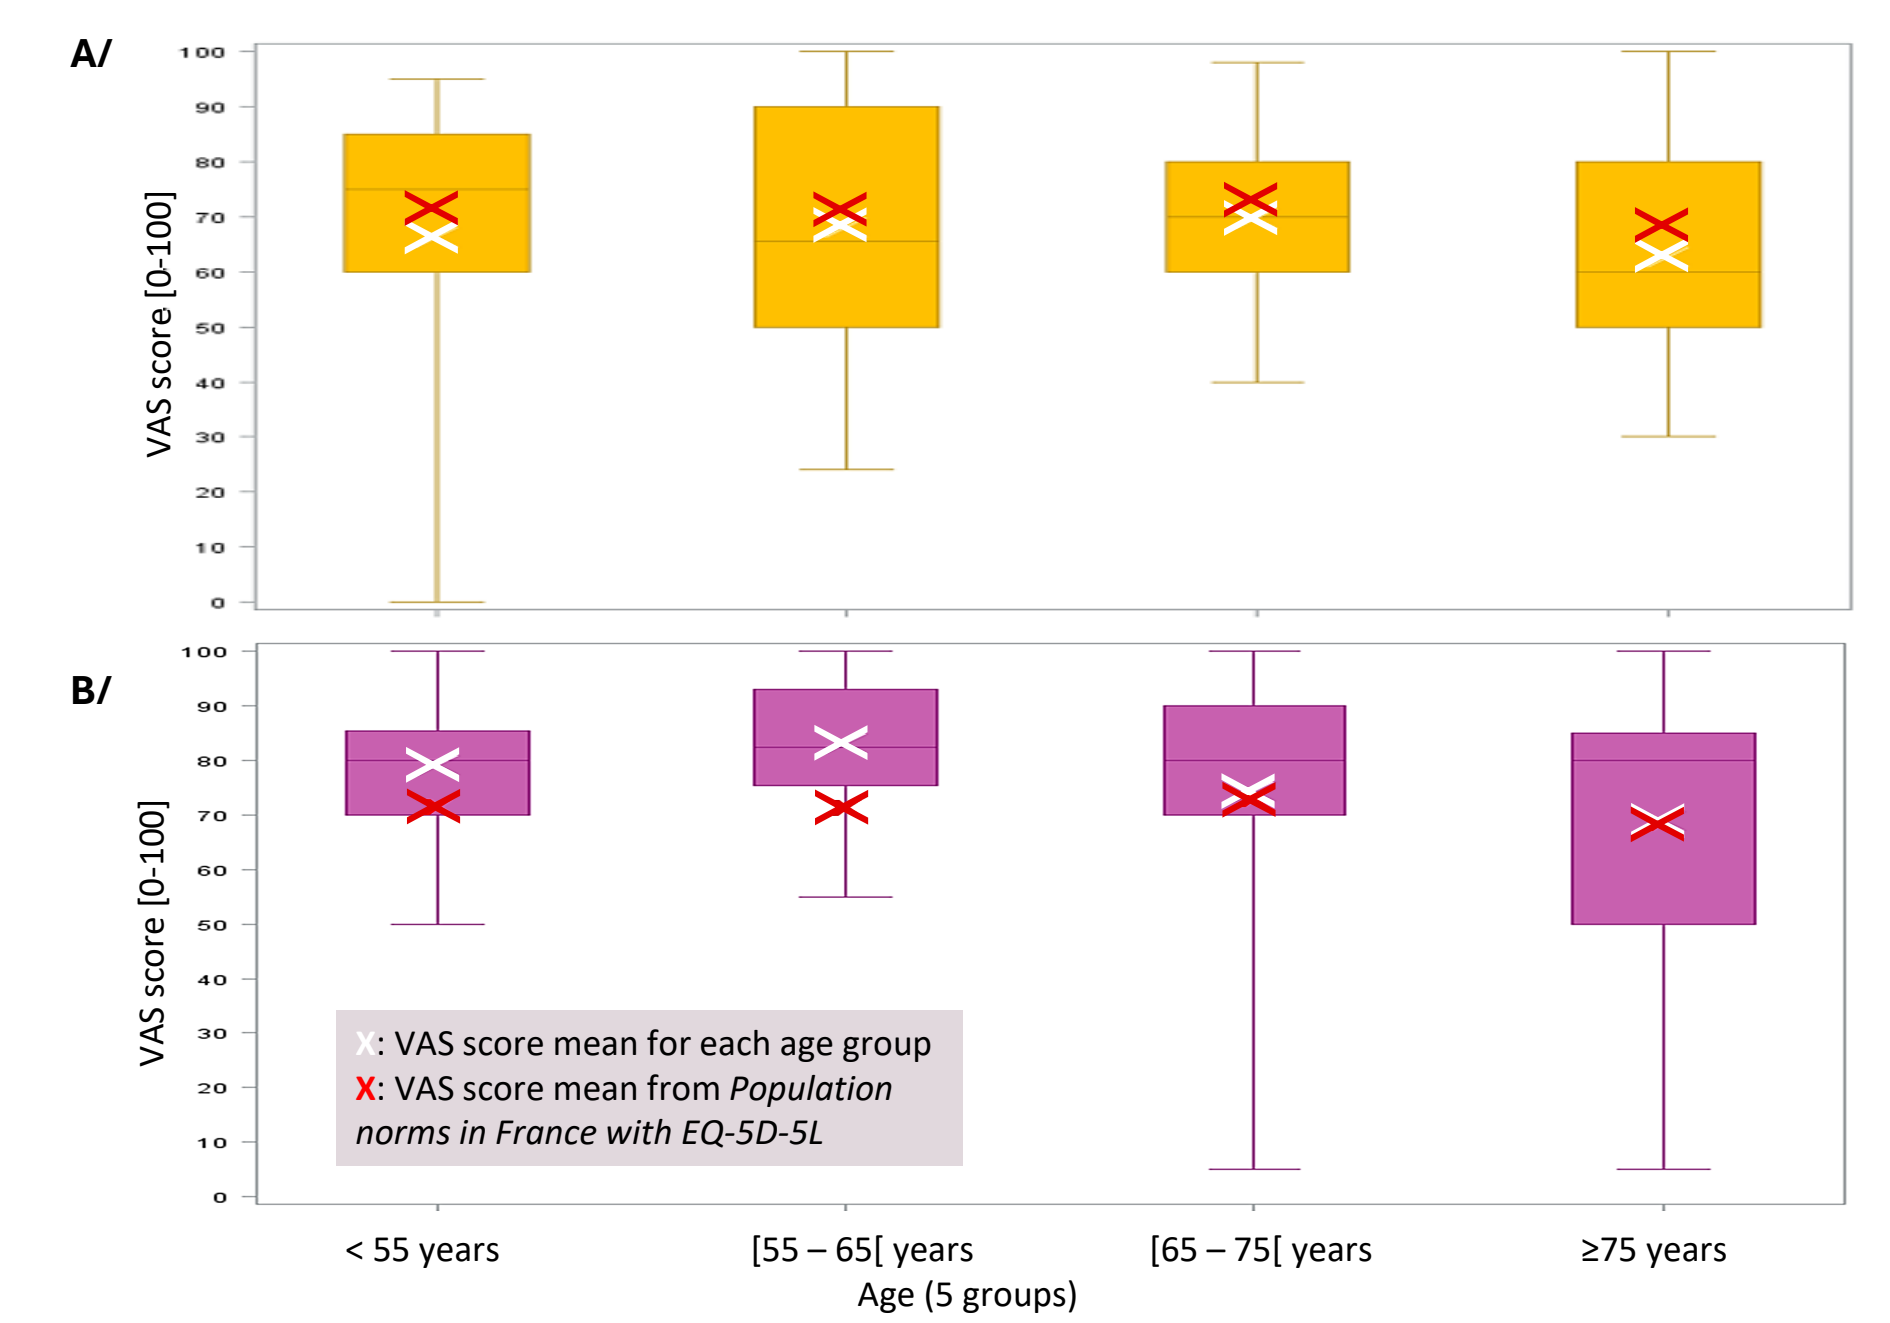 A/
VAS score [0-100]
100
90
80
70
60
50
40
30
20
10
0
B/
VAS score [0-100]
100
90
80
70
60
50
40
30
20
10
0
X: VAS score mean for each age group
X: VAS score mean from Population
norms in France with EQ-5D-5L
< 55 years
[55 – 65[ years
[65 – 75[ years
≥75 years
Age (5 groups)